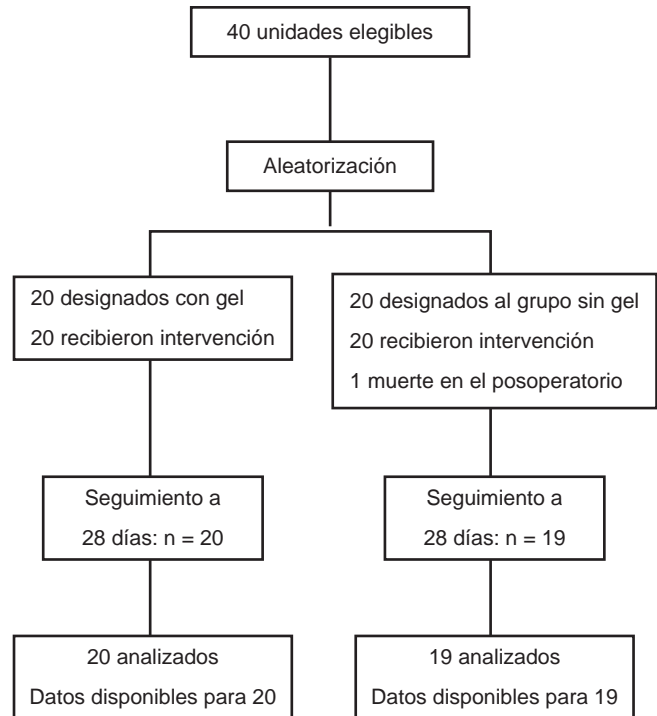 40 unidades elegibles
Aleatorización
20 designados con gel
20 recibieron intervención
20 designados al grupo sin gel
20 recibieron intervención
1 muerte en el posoperatorio
Seguimiento a
28 días: n = 20
Seguimiento a
28 días: n = 19
20 analizados
Datos disponibles para 20
19 analizados
Datos disponibles para 19